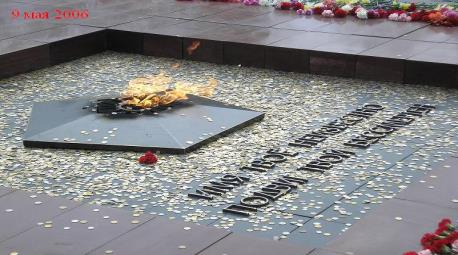 9 мая 2006
ИМЯ ТВОЕ НЕИЗВЕСТНО
ПОДВИГ ТВОЙ БЕССМЕРТЕН